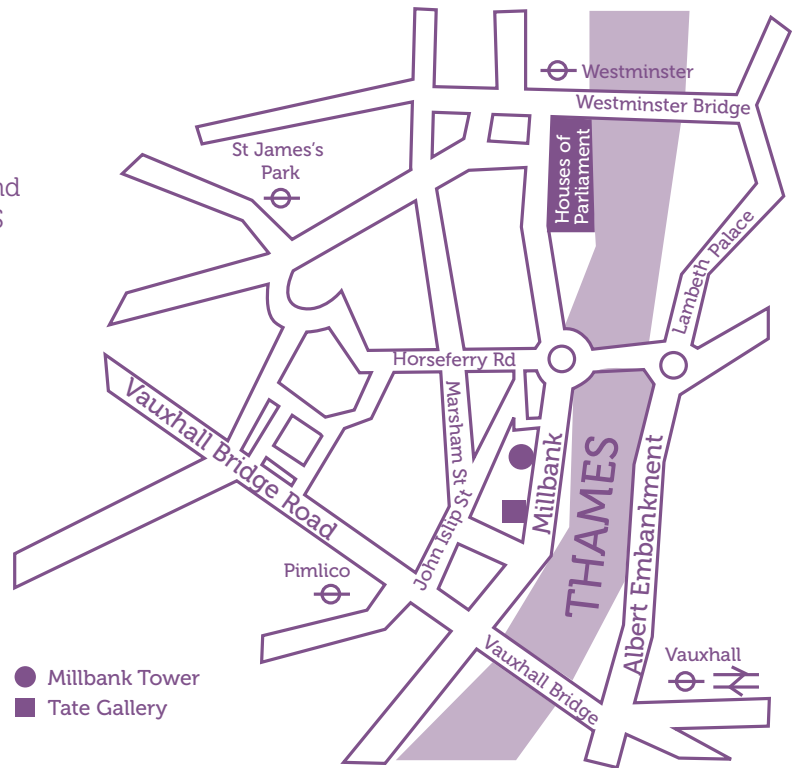 Westminster
Westminster Bridge
St James's
Park
Houses of
Parliament
nd
S
Lambeth Palace
Horseferry Rd
Vauxhall Bridge Road
Marsham St
John Islip St
Millbank
THAMES
Albert Embankment
Pimlico
Vauxhall
Vauxhall Bridge
Millbank Tower
Tate Gallery